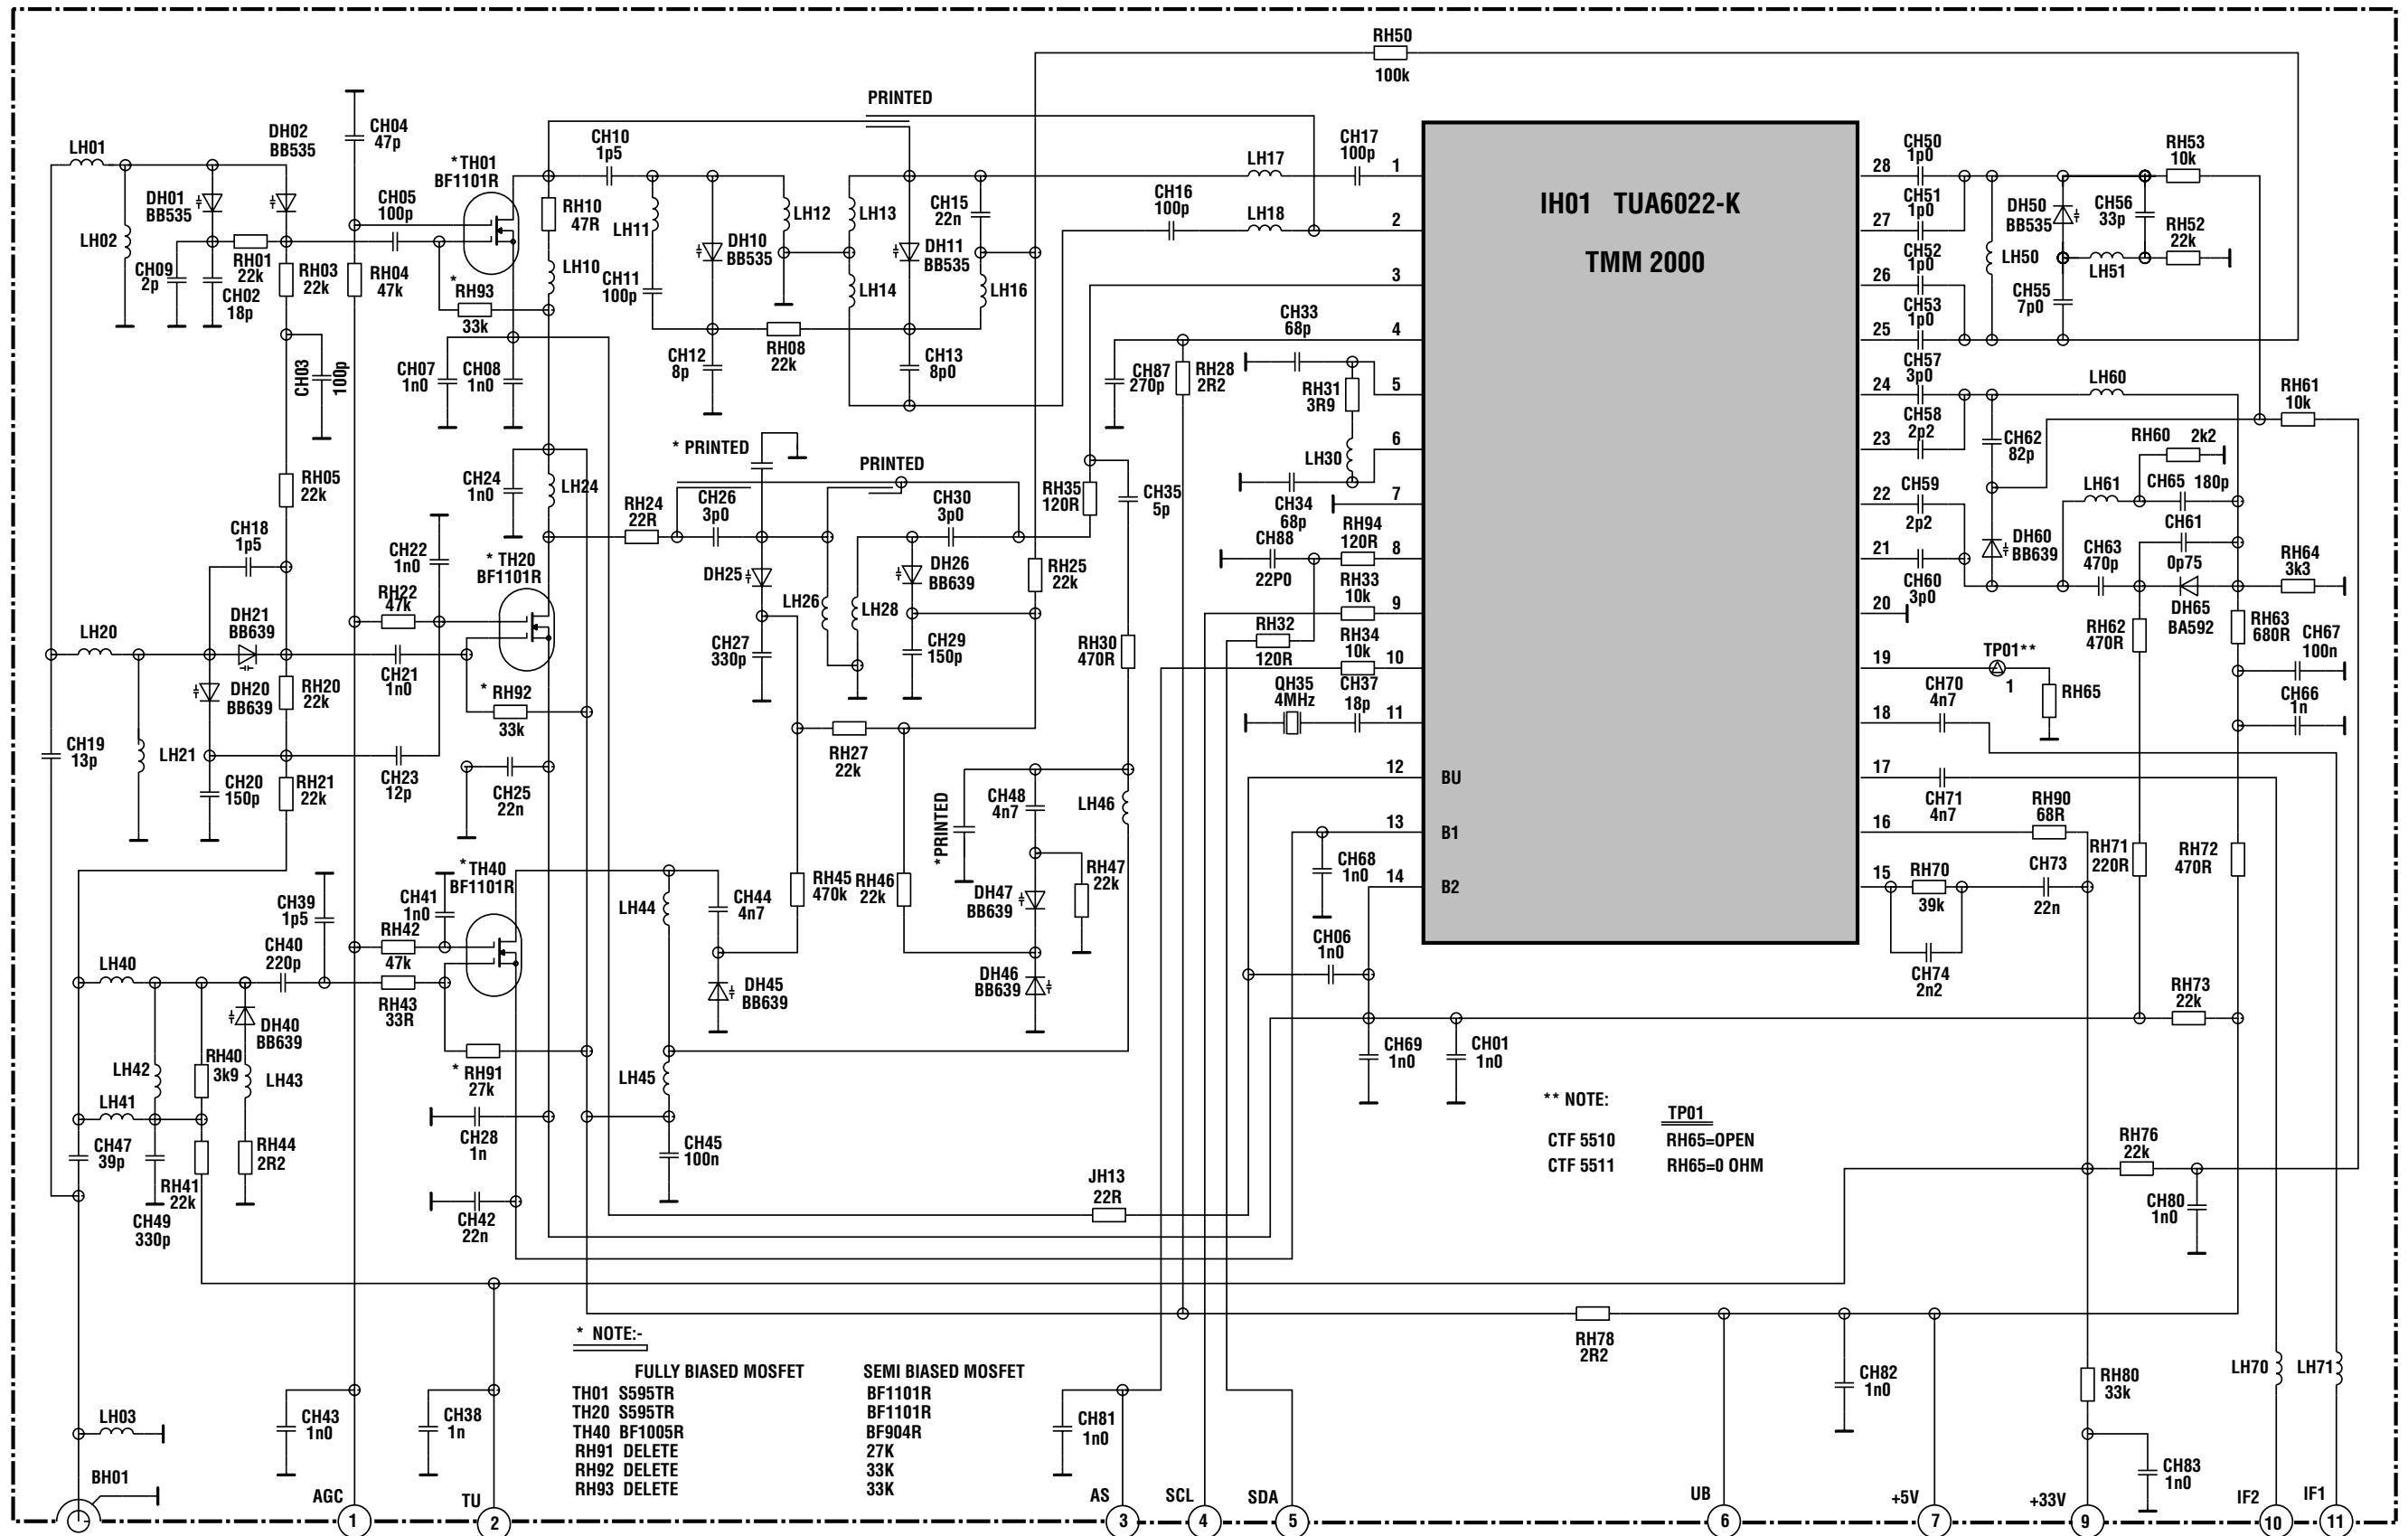 RH50
100k
PRINTED
LH01
DH02
BB535
CH04
47p
*TH01
BF1101R
CH10
1p5
LH17
CH17
100p
1
DH01
BB535
CH05
100p
RH10
47R
LH11
LH12
LH13
CH15
22n
CH16
100p
LH18
2
LH02
CH09
2p
RH01
22k
CH02
18p
RH03
22k
RH04
47k
* RH93
33k
LH10
CH11
100p
DH10
BB535
DH11
BB535
LH14
LH16
3
CH03
100p
CH07
1n0
CH08
1n0
CH12
8p
RH08
22k
CH13
8p0
CH87
270p
RH28
2R2
CH33
68p
4
RH31
3R9
5
LH30
6
CH34
68p
7
IH01 TUA6022-K
TMM 2000
28
CH50
1p0
27
CH51
1p0
26
CH52
1p0
25
CH53
1p0
24
CH57
3p0
23
CH58
2p2
22
CH59
2p2
21
CH60
3p0
20
19
18
17
16
15
RH53
10k
DH50
BB535
CH56
33p
RH52
22k
LH50
LH51
CH55
7p0
LH60
RH61
10k
CH62
82p
RH60
2k2
LH61
CH65
180p
CH61
0p75
DH60
BB639
CH63
470p
RH64
3k3
DH65
BA592
RH62
470R
RH63
680R
CH67
100n
CH66
1n
TP01**
1
RH65
CH70
4n7
CH71
4n7
RH90
68R
RH71
220R
RH72
470R
RH70
39k
CH73
22n
CH74
2n2
RH73
22k
* PRINTED
PRINTED
RH05
22k
CH24
1n0
LH24
RH24
22R
CH26
3p0
CH30
3p0
RH35
120R
CH35
5p
CH18
1p5
CH22
1n0
* TH20
BF1101R
RH22
47k
DH25
LH26
LH28
DH26
BB639
RH25
22k
CH88
22P0
RH94
120R
8
RH33
10k
9
RH32
120R
RH34
10k
10
QH35
4MHz
CH37
18p
11
12
BU
13
B1
14
B2
LH20
DH21
BB639
DH20
BB639
RH20
22k
CH21
1n0
* RH92
33k
CH27
330p
CH29
150p
RH30
470R
CH19
13p
LH21
CH20
150p
RH21
22k
CH23
12p
CH25
22n
RH27
22k
*PRINTED
CH48
4n7
LH46
*TH40
BF1101R
CH39
1p5
CH41
1n0
RH42
47k
LH44
CH44
4n7
RH45
470k
RH46
22k
DH47
BB639
RH47
22k
CH68
1n0
CH06
1n0
LH40
CH40
220p
RH43
33R
DH45
BB639
DH46
BB639
DH40
BB639
LH42
RH40
3k9
LH43
LH41
* RH91
27k
LH45
CH69
1n0
CH01
1n0
CH47
39p
RH44
2R2
CH28
1n
CH45
100n
RH41
22k
CH49
330p
CH42
22n
JH13
22R
** NOTE:
TP01
CTF 5510 RH65=OPEN
CTF 5511 RH65=0 OHM
RH76
22k
CH80
1n0
RH78
2R2
* NOTE:-
FULLY BIASED MOSFET SEMI BIASED MOSFET
TH01 S595TR BF1101R
TH20 S595TR BF1101R
TH40 BF1005R BF904R
RH91 DELETE 27K
RH92 DELETE 33K
RH93 DELETE 33K
LH03
CH43
1n0
CH38
1n
CH81
1n0
CH82
1n0
RH80
33k
LH70
LH71
CH83
1n0
BH01
AGC
1
TU
2
AS
3
SCL
4
SDA
5
UB
6
+5V
7
+33V
9
IF2
10
IF1
11